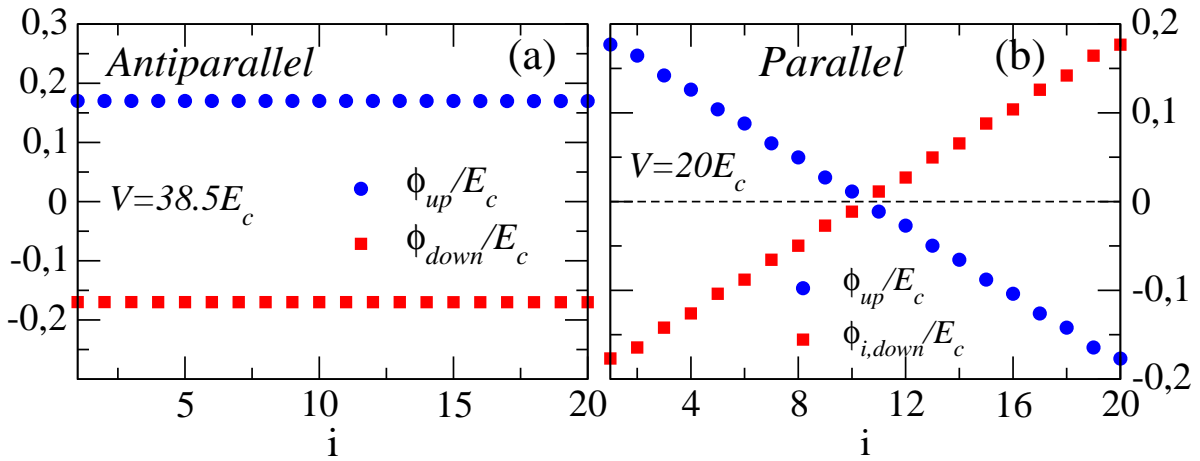 0,3
0,2
0,1
0
-0,1
-0,2
Antiparallel
(a)
V=38.5E_c
ϕ_up/E_c
ϕ_down/E_c
5
10
15
20
i
Parallel
(b)
V=20E_c
ϕ_up/E_c
ϕ_i,down/E_c
0,2
0,1
0
-0,1
-0,2
4
8
12
16
20
i